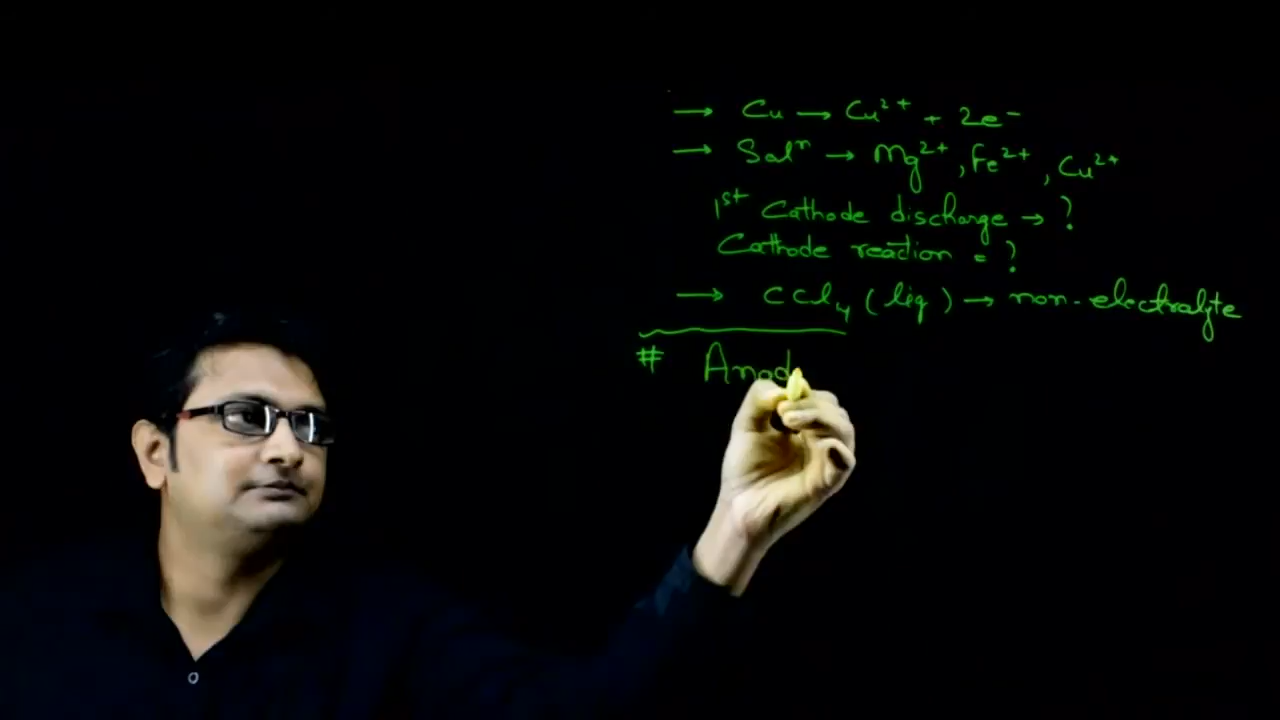 → Cu → Cu²⁺ + 2e⁻
→ Solⁿ → Mg²⁺, Fe²⁺, Cu²⁺
1st Cathode discharge → ?
Cathode reaction = ?
→ CCl₄ (liq) → non-electrolyte
# Anod